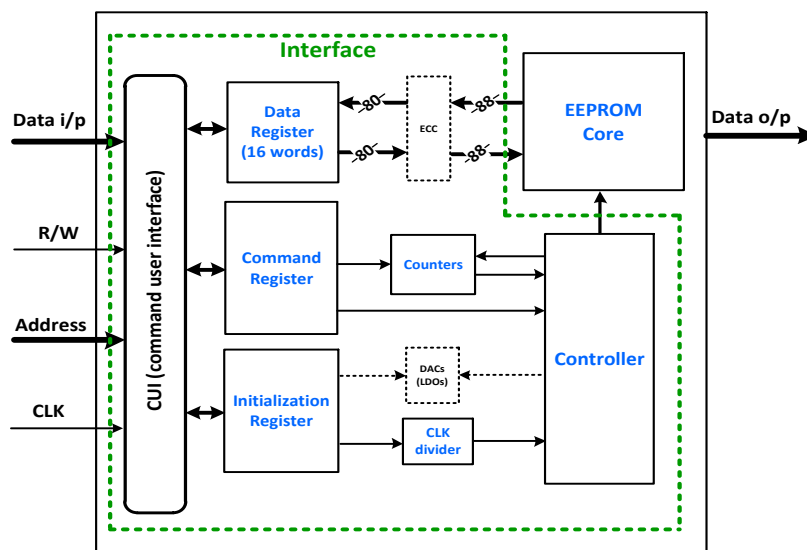 Interface
Data i/p
R/W
Address
CLK
CUI (command user interface)
Data
Register
(16 words)
-80-
-80-
ECC
-88-
-88-
EEPROM
Core
Data o/p
Command
Register
Counters
Controller
Initialization
Register
DACs
(LDOs)
CLK
divider